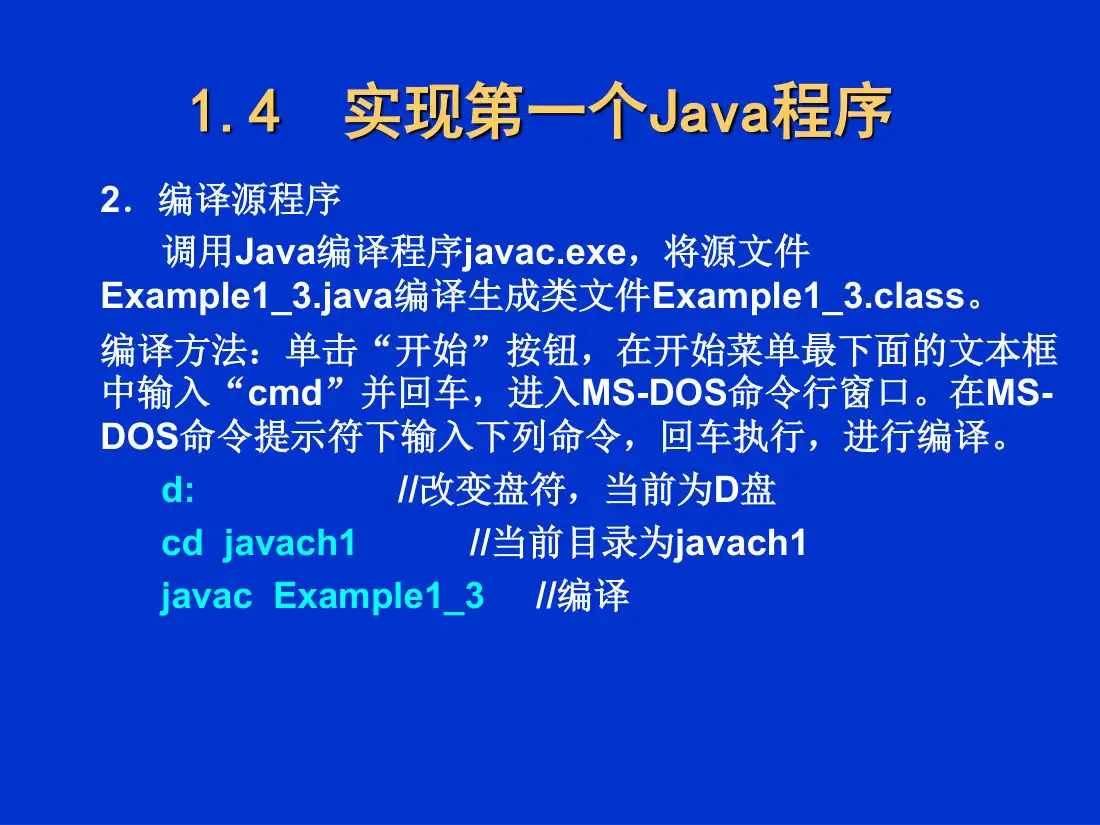 1.4 实现第一个Java程序
2．编译源程序
调用Java编译程序javac.exe，将源文件
Example1_3.java编译生成类文件Example1_3.class。
编译方法：单击“开始”按钮，在开始菜单最下面的文本框
中输入“cmd”并回车，进入MS-DOS命令行窗口。在MS-
DOS命令提示符下输入下列命令，回车执行，进行编译。
d: //改变盘符，当前为D盘
cd javach1 //当前目录为javach1
javac Example1_3 //编译